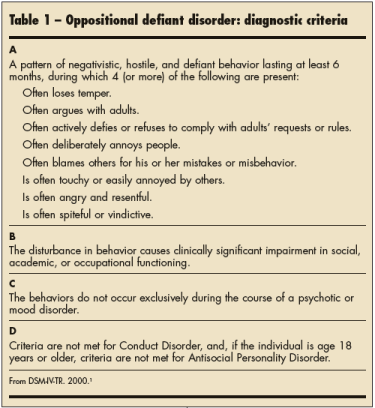 Table 1 – Oppositional defiant disorder: diagnostic criteria
A
A pattern of negativistic, hostile, and defiant behavior lasting at least 6
months, during which 4 (or more) of the following are present:
Often loses temper.
Often argues with adults.
Often actively defies or refuses to comply with adults' requests or rules.
Often deliberately annoys people.
Often blames others for his or her mistakes or misbehavior.
Is often touchy or easily annoyed by others.
Is often angry and resentful.
Is often spiteful or vindictive.
B
The disturbance in behavior causes clinically significant impairment in social,
academic, or occupational functioning.
C
The behaviors do not occur exclusively during the course of a psychotic or
mood disorder.
D
Criteria are not met for Conduct Disorder, and, if the individual is age 18
years or older, criteria are not met for Antisocial Personality Disorder.
From DSM-IV-TR. 2000.¹